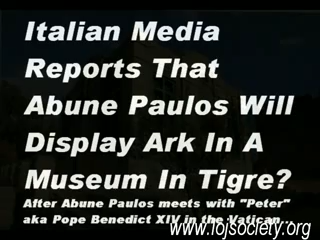 Italian Media
Reports That
Abune Paulos Will
Display Ark In A
Museum In Tigre?
After Abune Paulos meets with "Peter"
aka Pope Benedict XIV in the Vatican...
www.lojsociety.org